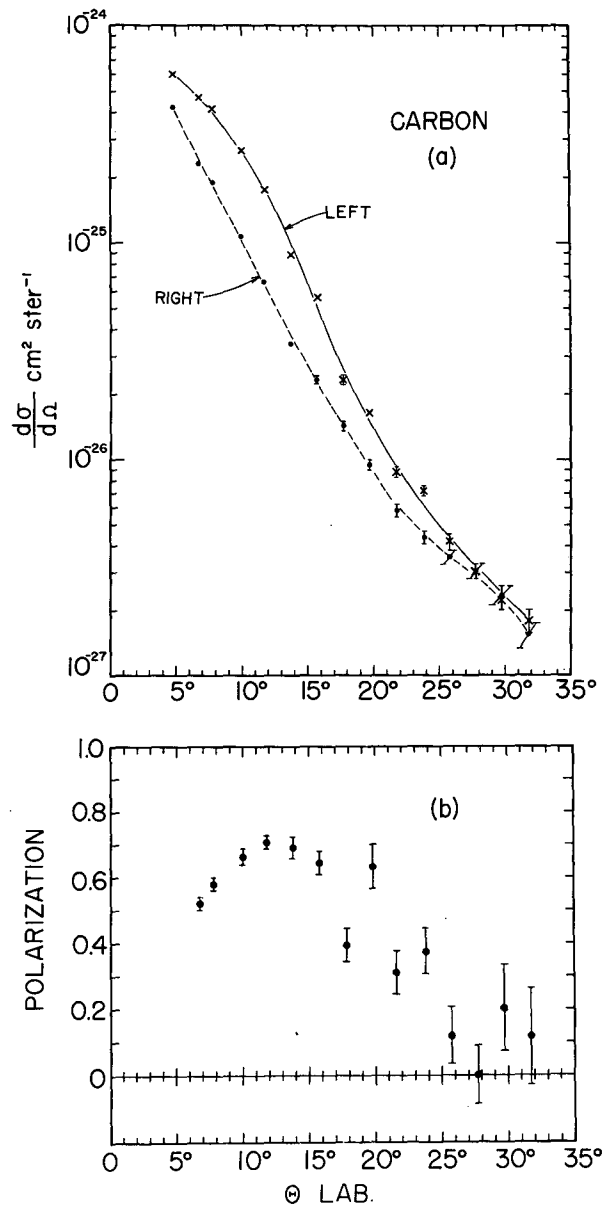 10⁻²⁴
CARBON
(a)
LEFT
10⁻²⁵
RIGHT
dσ/dΩ cm² ster⁻¹
10⁻²⁶
10⁻²⁷
0 5° 10° 15° 20° 25° 30° 35°
1.0
(b)
0.8
0.6
POLARIZATION
0.4
0.2
0
0 5° 10° 15° 20° 25° 30° 35°
Θ LAB.